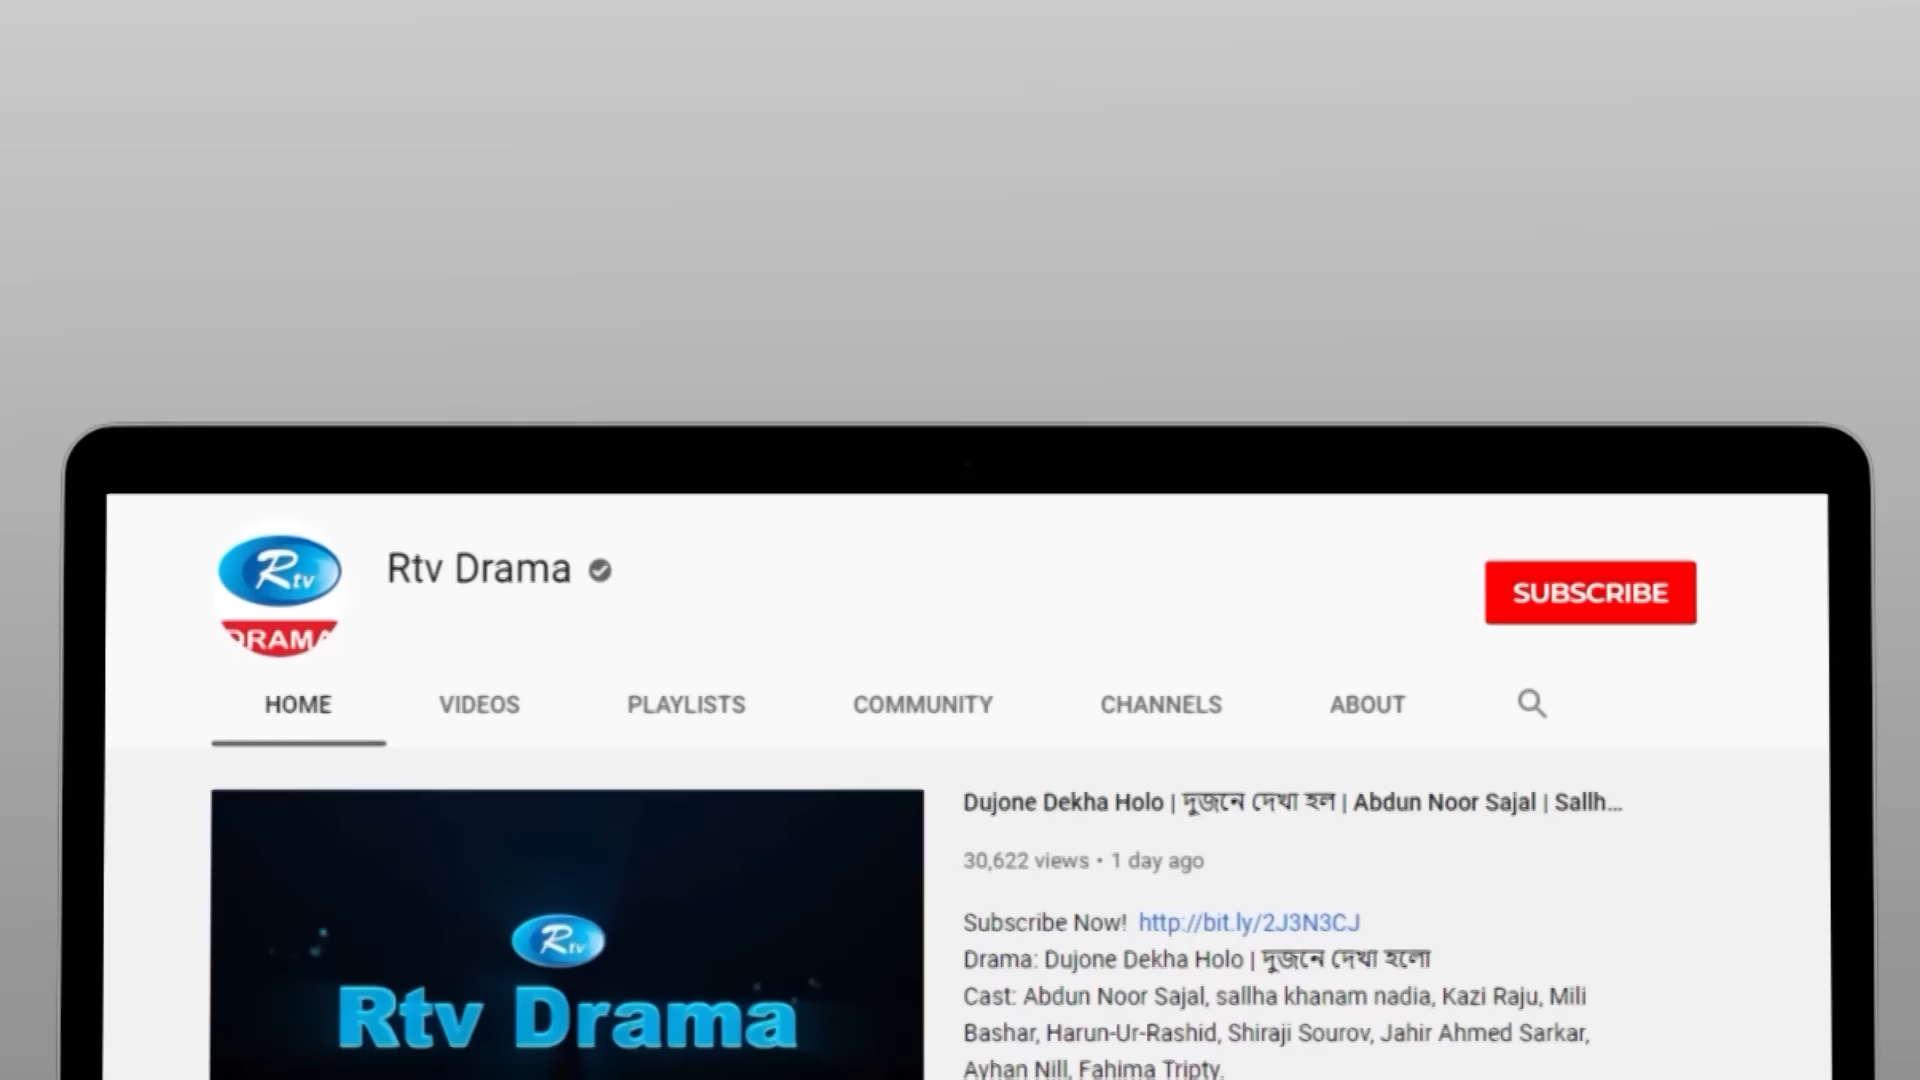 Rtv
DRAMA
Rtv Drama
SUBSCRIBE
HOME VIDEOS PLAYLISTS COMMUNITY CHANNELS ABOUT
Rtv
Rtv Drama
Dujone Dekha Holo | দুজনে দেখা হল | Abdun Noor Sajal | Sallh...
30,622 views • 1 day ago
Subscribe Now! http://bit.ly/2J3N3CJ
Drama: Dujone Dekha Holo | দুজনে দেখা হলো
Cast: Abdun Noor Sajal, sallha khanam nadia, Kazi Raju, Mili
Bashar, Harun-Ur-Rashid, Shiraji Sourov, Jahir Ahmed Sarkar,
Ayhan Nill, Fahima Tripty.